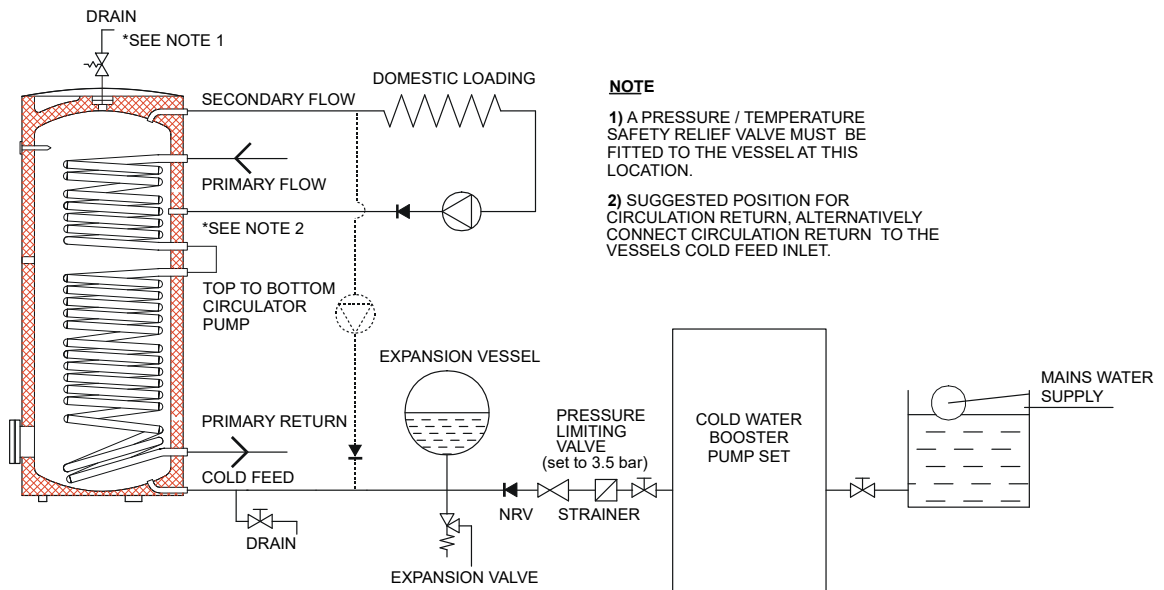 DRAIN
*SEE NOTE 1
SECONDARY FLOW
DOMESTIC LOADING
PRIMARY FLOW
*SEE NOTE 2
TOP TO BOTTOM
CIRCULATOR
PUMP
NOTE
1) A PRESSURE / TEMPERATURE
SAFETY RELIEF VALVE MUST BE
FITTED TO THE VESSEL AT THIS
LOCATION.
2) SUGGESTED POSITION FOR
CIRCULATION RETURN, ALTERNATIVELY
CONNECT CIRCULATION RETURN TO THE
VESSELS COLD FEED INLET.
EXPANSION VESSEL
PRIMARY RETURN
COLD FEED
DRAIN
EXPANSION VALVE
PRESSURE
LIMITING
VALVE
(set to 3.5 bar)
NRV
STRAINER
COLD WATER
BOOSTER
PUMP SET
MAINS WATER
SUPPLY